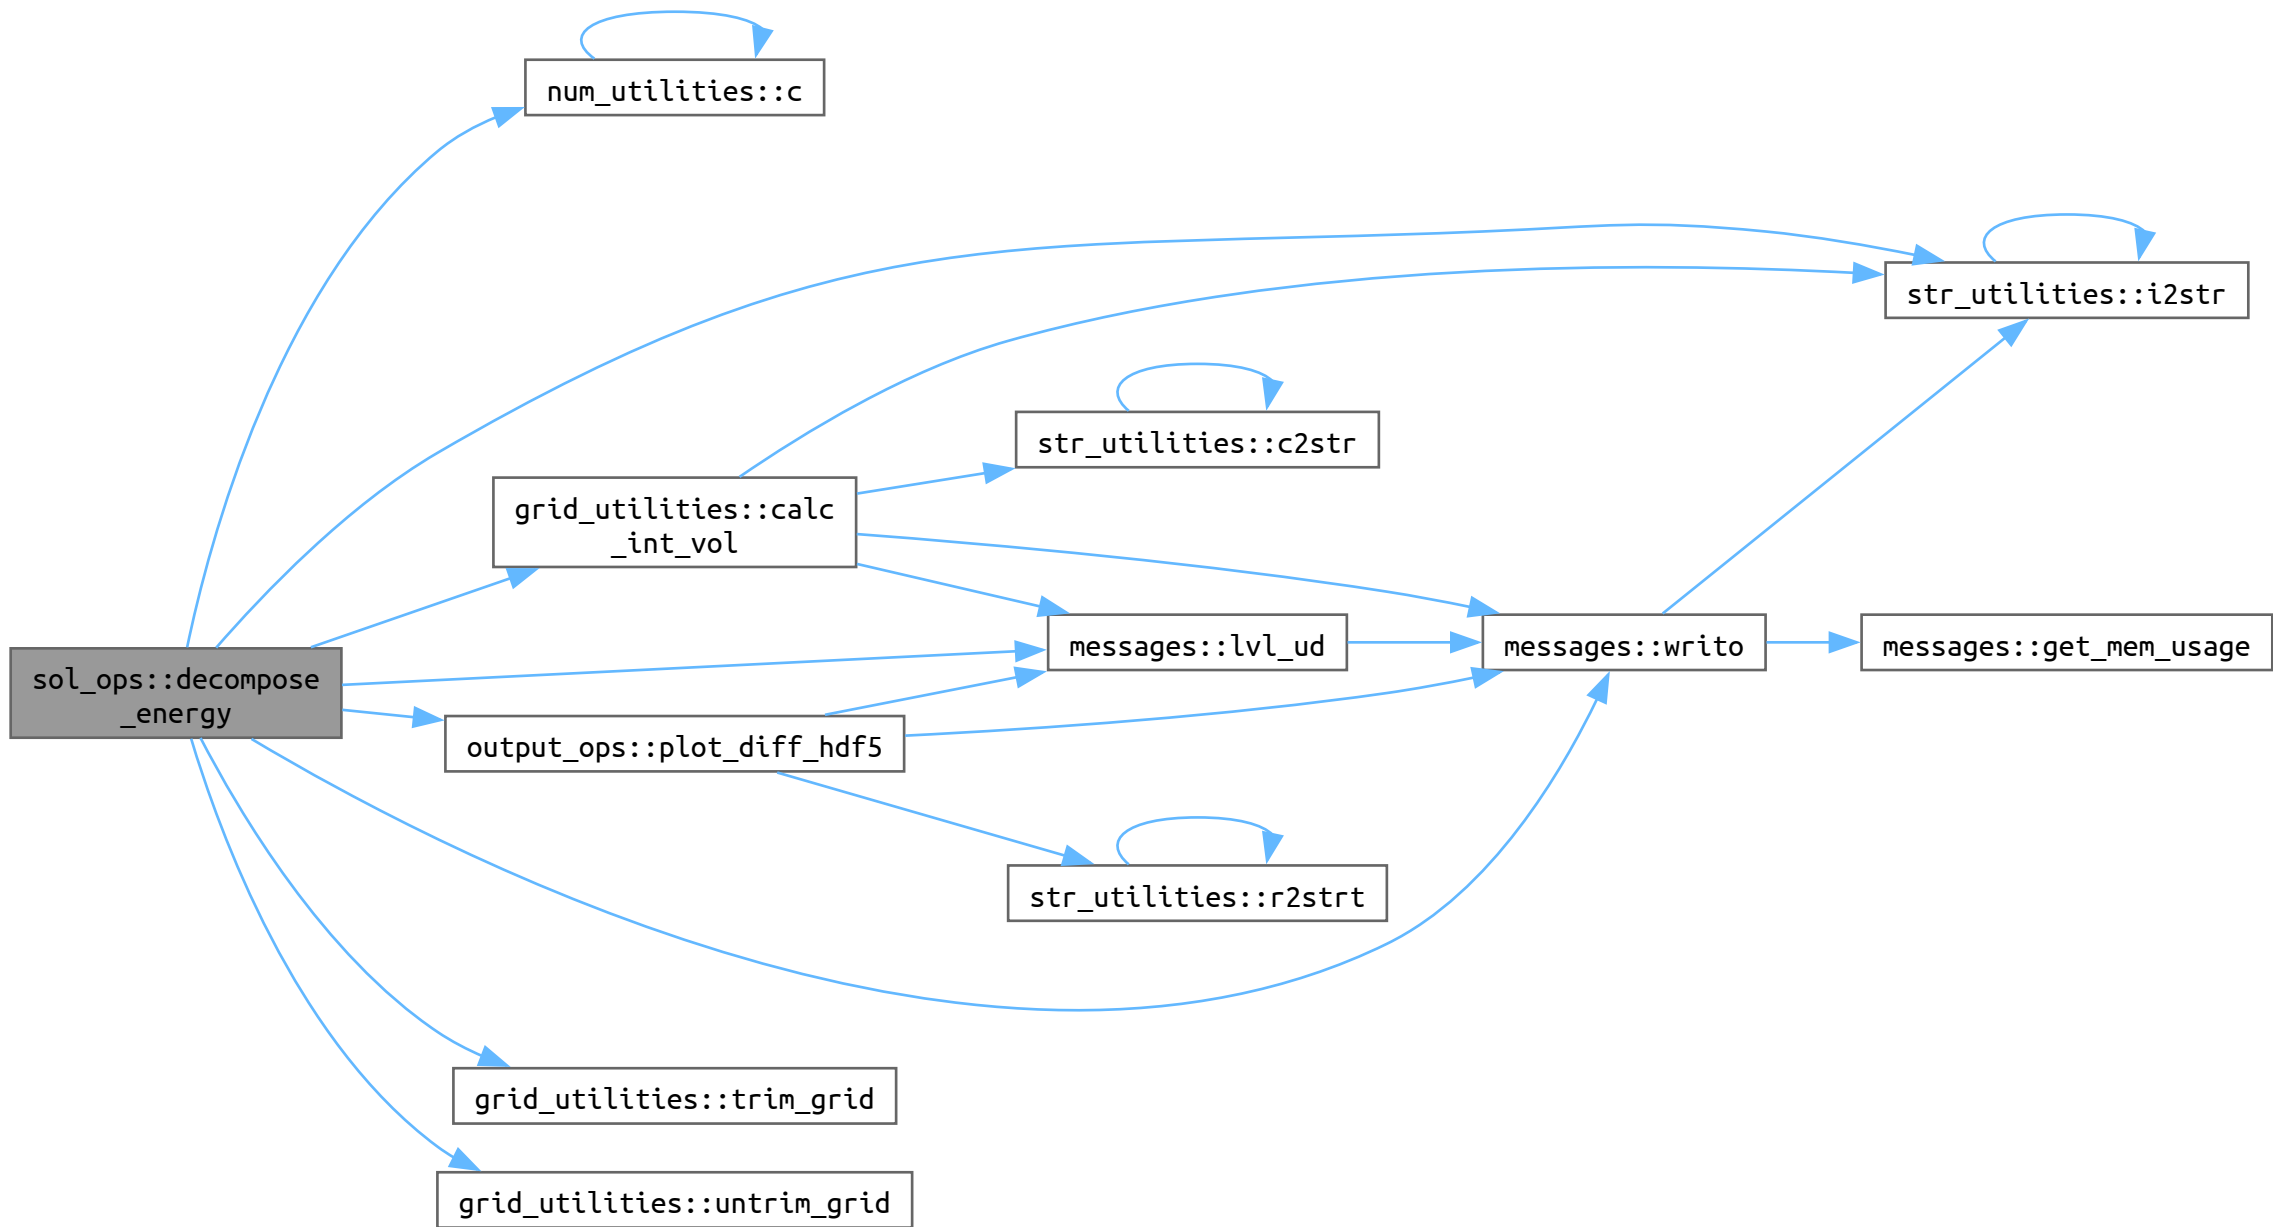 num_utilities::c
str_utilities::i2str
str_utilities::c2str
grid_utilities::calc
_int_vol
messages::lvl_ud
messages::writo
messages::get_mem_usage
sol_ops::decompose
_energy
output_ops::plot_diff_hdf5
str_utilities::r2strt
grid_utilities::trim_grid
grid_utilities::untrim_grid